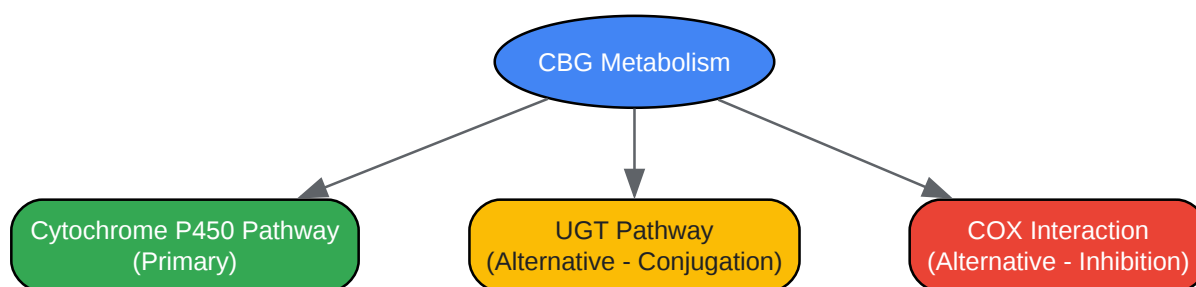 CBG Metabolism
Cytochrome P450 Pathway
(Primary)
UGT Pathway
(Alternative - Conjugation)
COX Interaction
(Alternative - Inhibition)